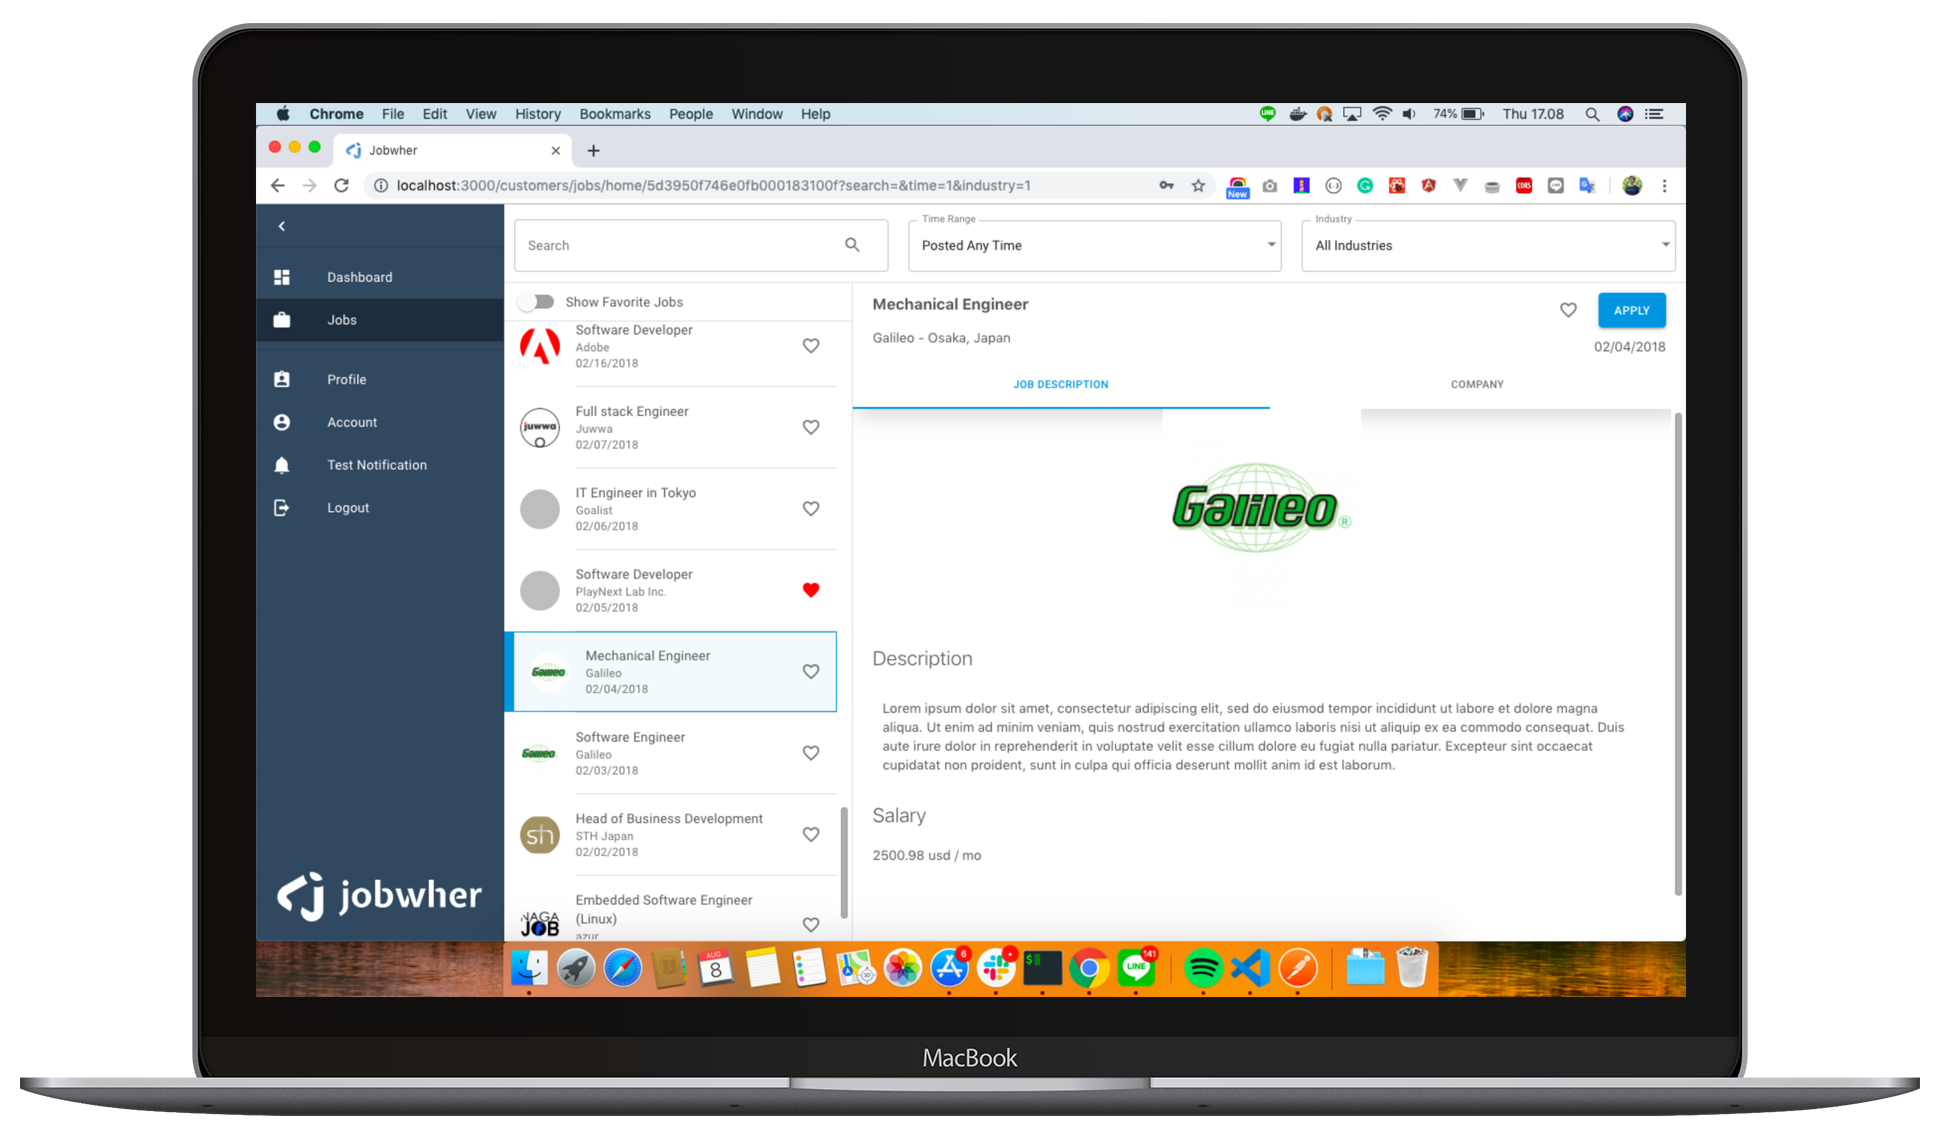 Chrome File Edit View History Bookmarks People Window Help
74% Thu 17.08
Jobwher
localhost:3000/customers/jobs/home/5d3950f746e0fb000183100f?search=&time=1&industry=1
New
CORS
Dashboard
Jobs
Profile
Account
Test Notification
Logout
jobwher
Search
Time Range
Posted Any Time
Industry
All Industries
Show Favorite Jobs
Software Developer
Adobe
02/16/2018
juwwa
Full stack Engineer
Juwwa
02/07/2018
IT Engineer in Tokyo
Goalist
02/06/2018
Software Developer
PlayNext Lab Inc.
02/05/2018
Galileo
Mechanical Engineer
Galileo
02/04/2018
Galileo
Software Engineer
Galileo
02/03/2018
sth
Head of Business Development
STH Japan
02/02/2018
NAGA
JOB
Embedded Software Engineer
(Linux)
azur
Mechanical Engineer
APPLY
Galileo - Osaka, Japan
02/04/2018
JOB DESCRIPTION
COMPANY
Galileo®
Description
Lorem ipsum dolor sit amet, consectetur adipiscing elit, sed do eiusmod tempor incididunt ut labore et dolore magna
aliqua. Ut enim ad minim veniam, quis nostrud exercitation ullamco laboris nisi ut aliquip ex ea commodo consequat. Duis
aute irure dolor in reprehenderit in voluptate velit esse cillum dolore eu fugiat nulla pariatur. Excepteur sint occaecat
cupidatat non proident, sunt in culpa qui officia deserunt mollit anim id est laborum.
Salary
2500.98 usd / mo
AUG
8
6
$
LINE
141
MacBook